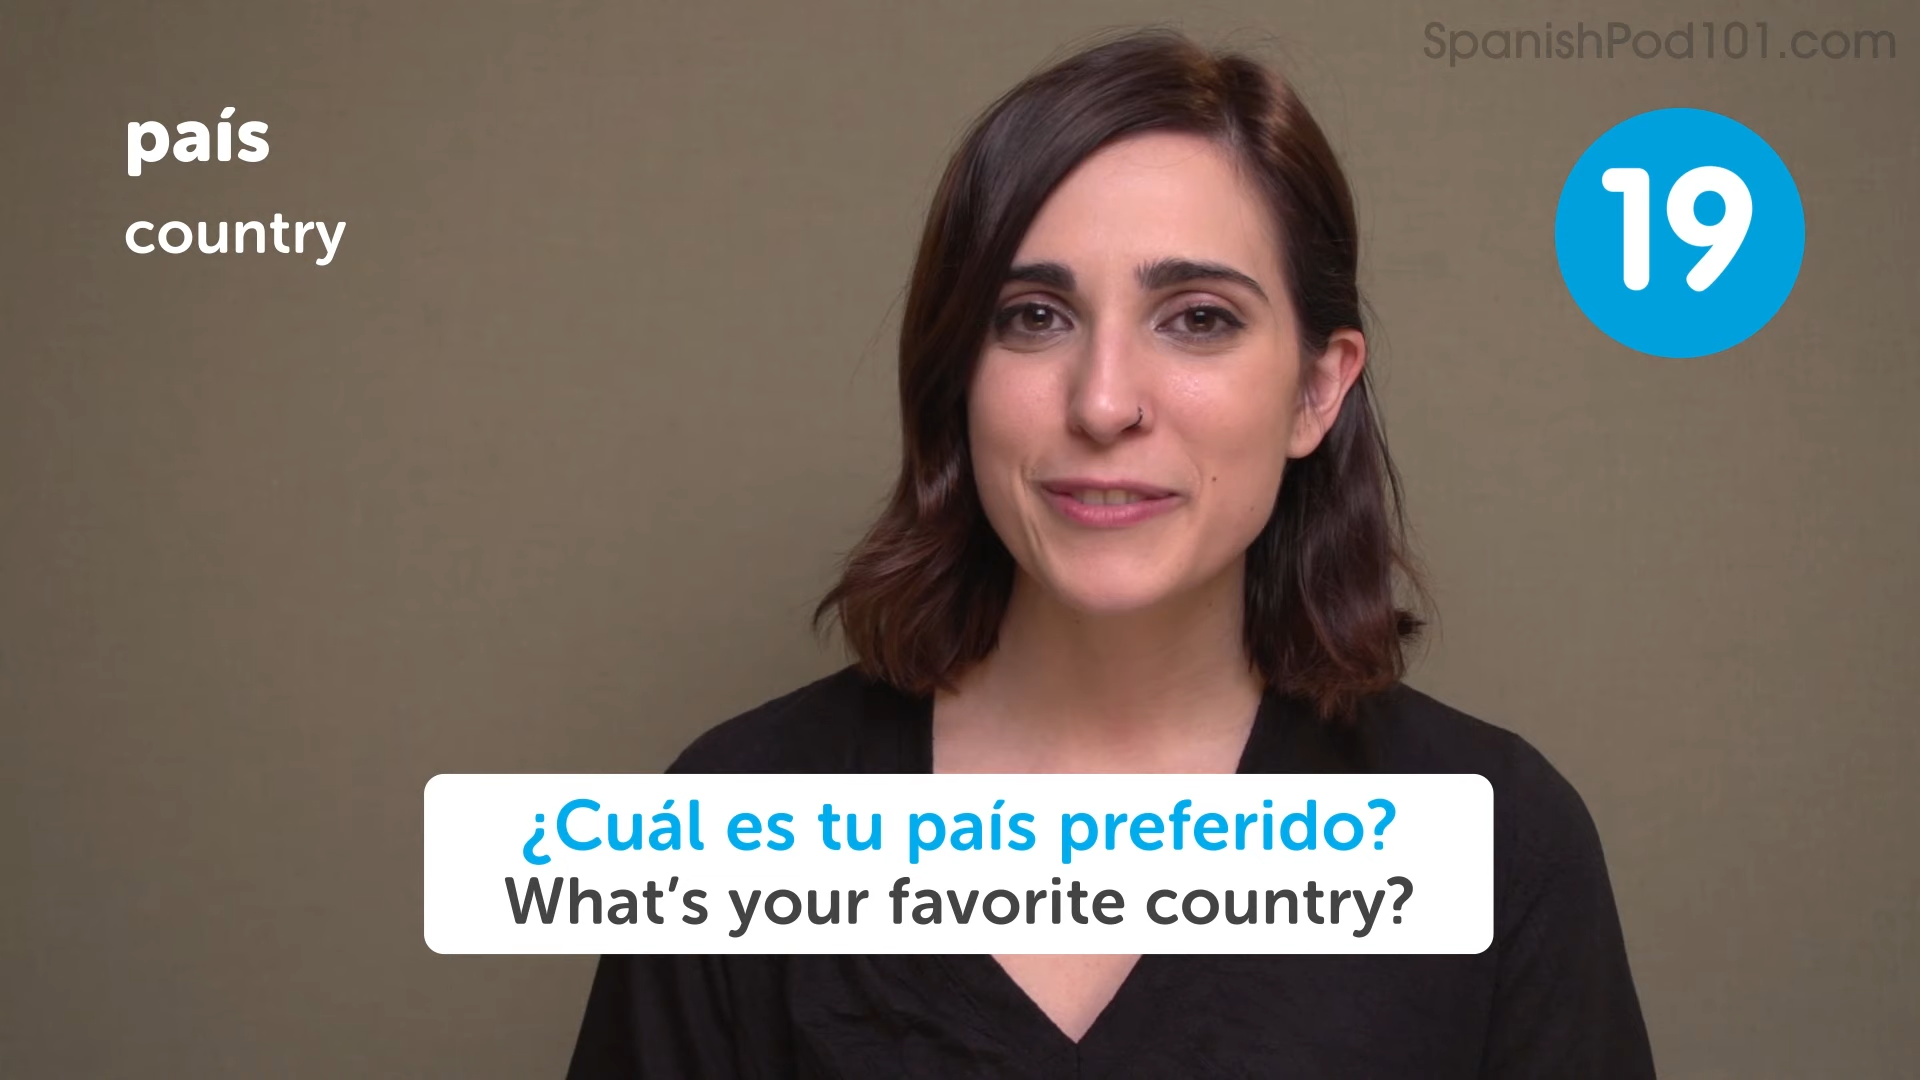 SpanishPod101.com
país
country
19
¿Cuál es tu país preferido?
What's your favorite country?